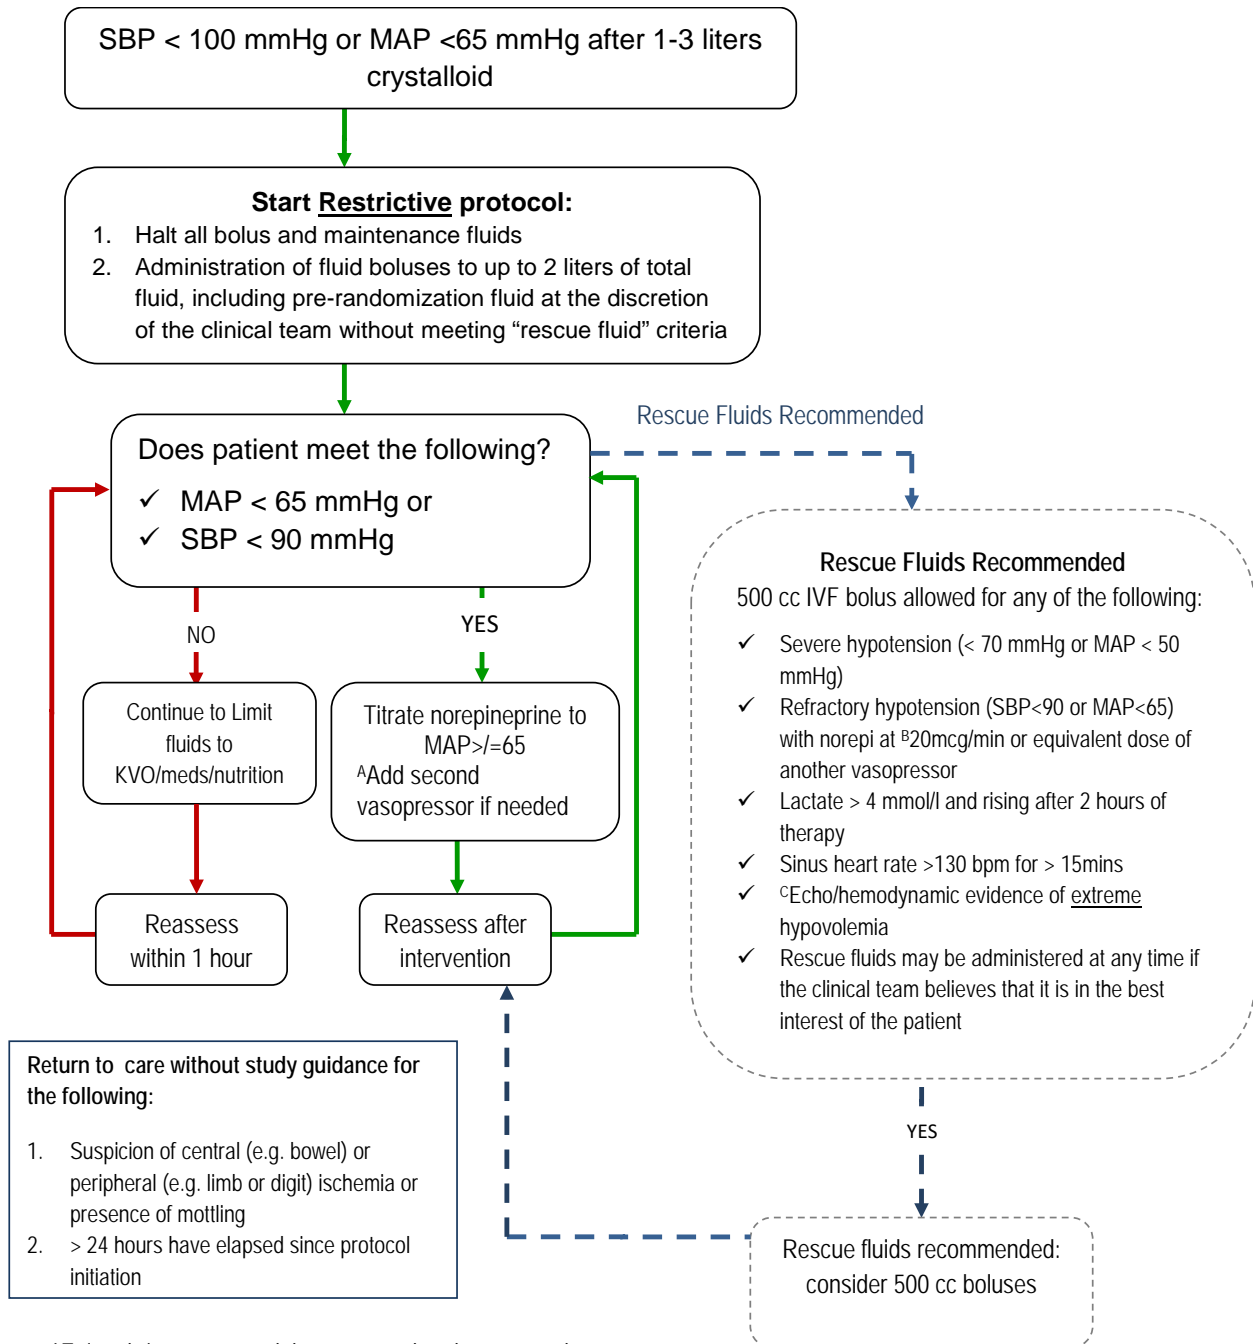 SBP < 100 mmHg or MAP <65 mmHg after 1-3 liters
crystalloid
Start Restrictive protocol:
1. Halt all bolus and maintenance fluids
2. Administration of fluid boluses to up to 2 liters of total
fluid, including pre-randomization fluid at the discretion
of the clinical team without meeting “rescue fluid” criteria
Rescue Fluids Recommended
Does patient meet the following?
✓ MAP < 65 mmHg or
✓ SBP < 90 mmHg
NO
YES
Continue to Limit
fluids to
KVO/meds/nutrition
Titrate norepineprine to
MAP>/=65
ᴬAdd second
vasopressor if needed
Reassess
within 1 hour
Reassess after
intervention
Rescue Fluids Recommended
500 cc IVF bolus allowed for any of the following:
✓ Severe hypotension (< 70 mmHg or MAP < 50
mmHg)
✓ Refractory hypotension (SBP<90 or MAP<65)
with norepi at ᴮ20mcg/min or equivalent dose of
another vasopressor
✓ Lactate > 4 mmol/l and rising after 2 hours of
therapy
✓ Sinus heart rate >130 bpm for > 15mins
✓ ᶜEcho/hemodynamic evidence of extreme
hypovolemia
✓ Rescue fluids may be administered at any time if
the clinical team believes that it is in the best
interest of the patient
YES
Rescue fluids recommended:
consider 500 cc boluses
Return to care without study guidance for
the following:
1. Suspicion of central (e.g. bowel) or
peripheral (e.g. limb or digit) ischemia or
presence of mottling
2. > 24 hours have elapsed since protocol
initiation